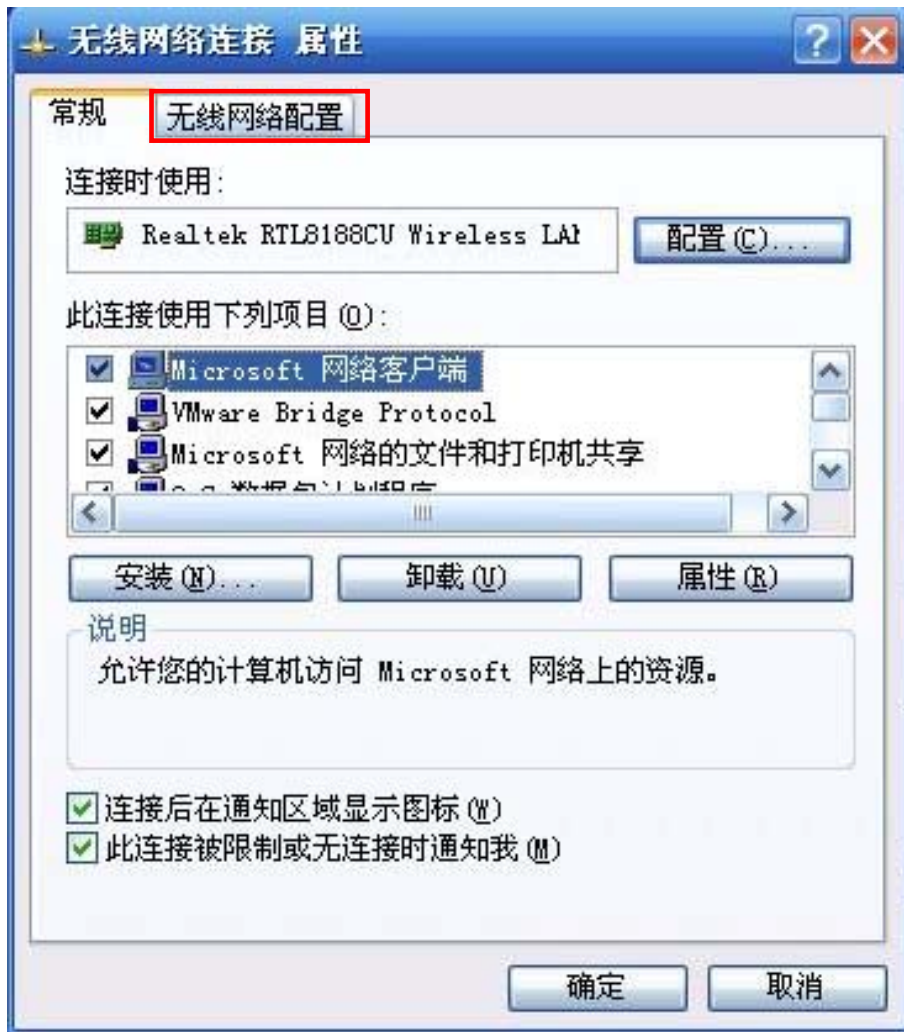 无线网络连接 属性
常规 无线网络配置
连接时使用:
Realtek RTL8188CU Wireless LAN 配置(C)...
此连接使用下列项目(O):
Microsoft 网络客户端
VMware Bridge Protocol
Microsoft 网络的文件和打印机共享
安装(N)... 卸载(U) 属性(R)
说明
允许您的计算机访问 Microsoft 网络上的资源。
连接后在通知区域显示图标(W)
此连接被限制或无连接时通知我(M)
确定 取消